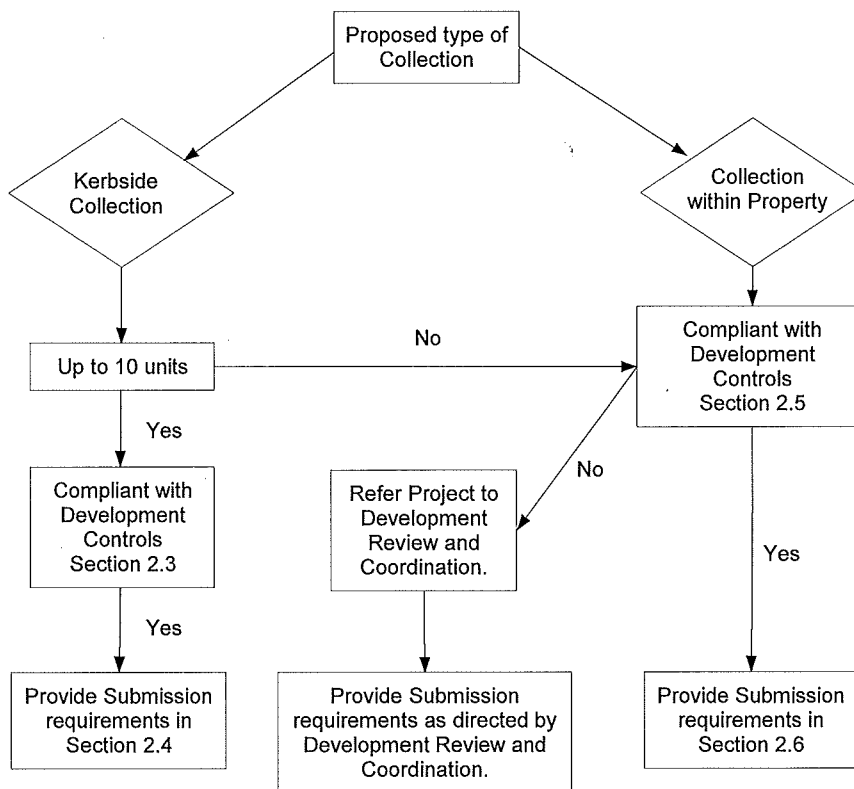 Proposed type of
Collection
Kerbside
Collection
Collection
within Property
Up to 10 units
No
Compliant with
Development
Controls
Section 2.5
Yes
Compliant with
Development
Controls
Section 2.3
No
Refer Project to
Development
Review and
Coordination.
Yes
Yes
Provide Submission
requirements in
Section 2.4
Provide Submission
requirements as directed by
Development Review and
Coordination.
Provide Submission
requirements in
Section 2.6